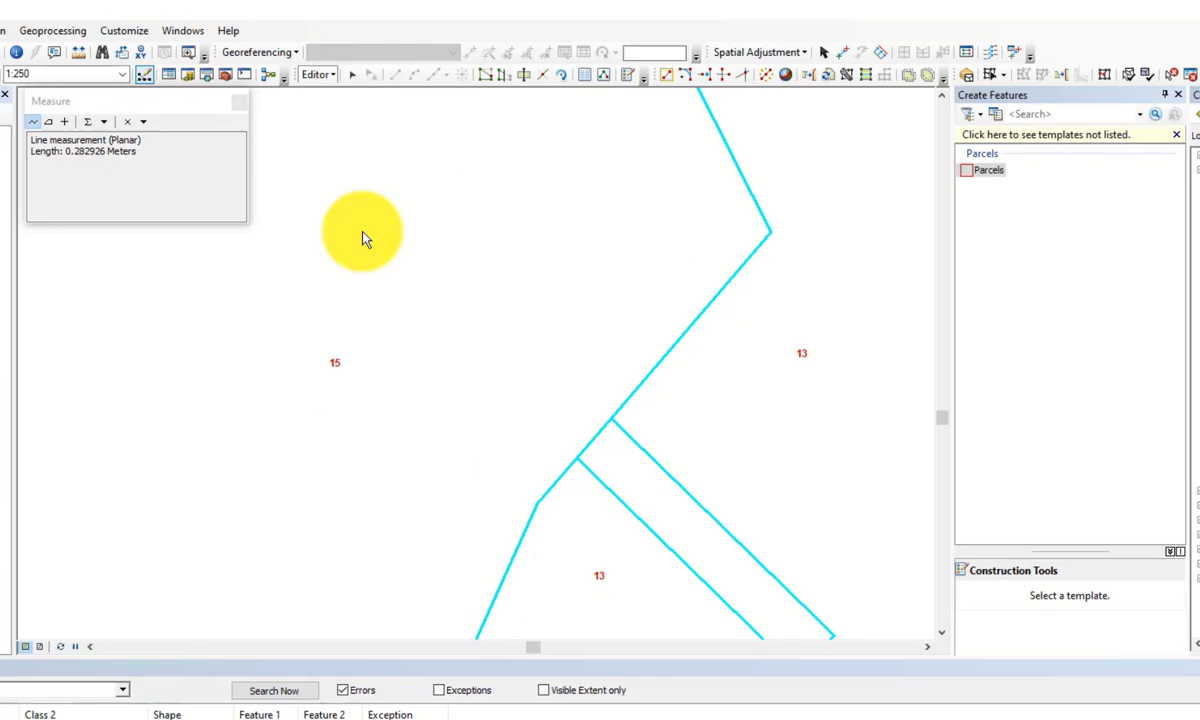 n Geoprocessing Customize Windows Help
Georeferencing Spatial Adjustment
1:250 Editor
Measure
Line measurement (Planar)
Length: 0.282926 Meters
15
13
13
Create Features
<Search>
Click here to see templates not listed.
Parcels
Parcels
Construction Tools
Select a template.
Search Now Errors Exceptions Visible Extent only
Class 2 Shape Feature 1 Feature 2 Exception